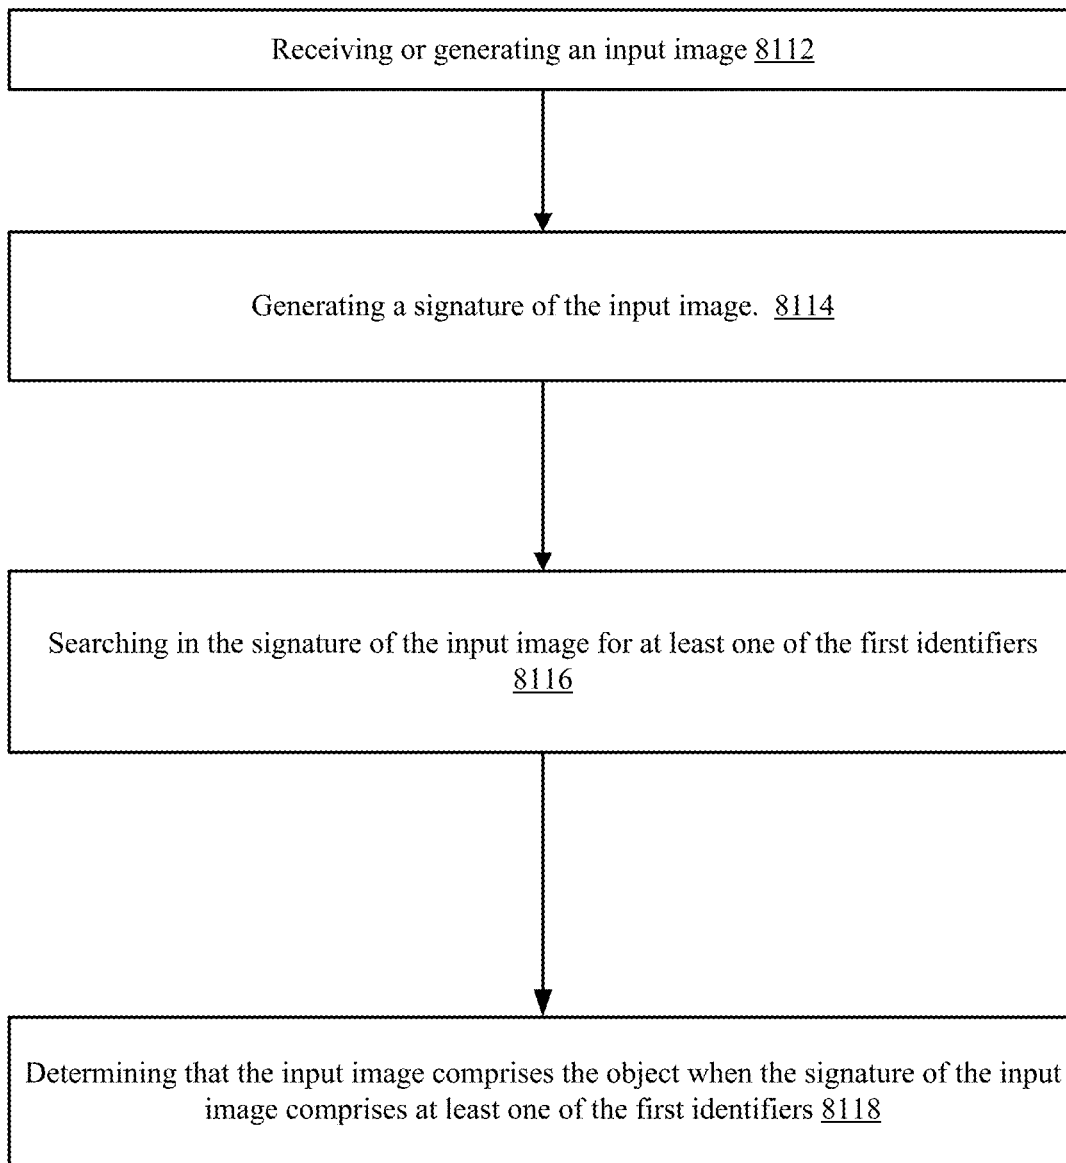 Receiving or generating an input image 8112
Generating a signature of the input image. 8114
Searching in the signature of the input image for at least one of the first identifiers
8116
Determining that the input image comprises the object when the signature of the input
image comprises at least one of the first identifiers 8118